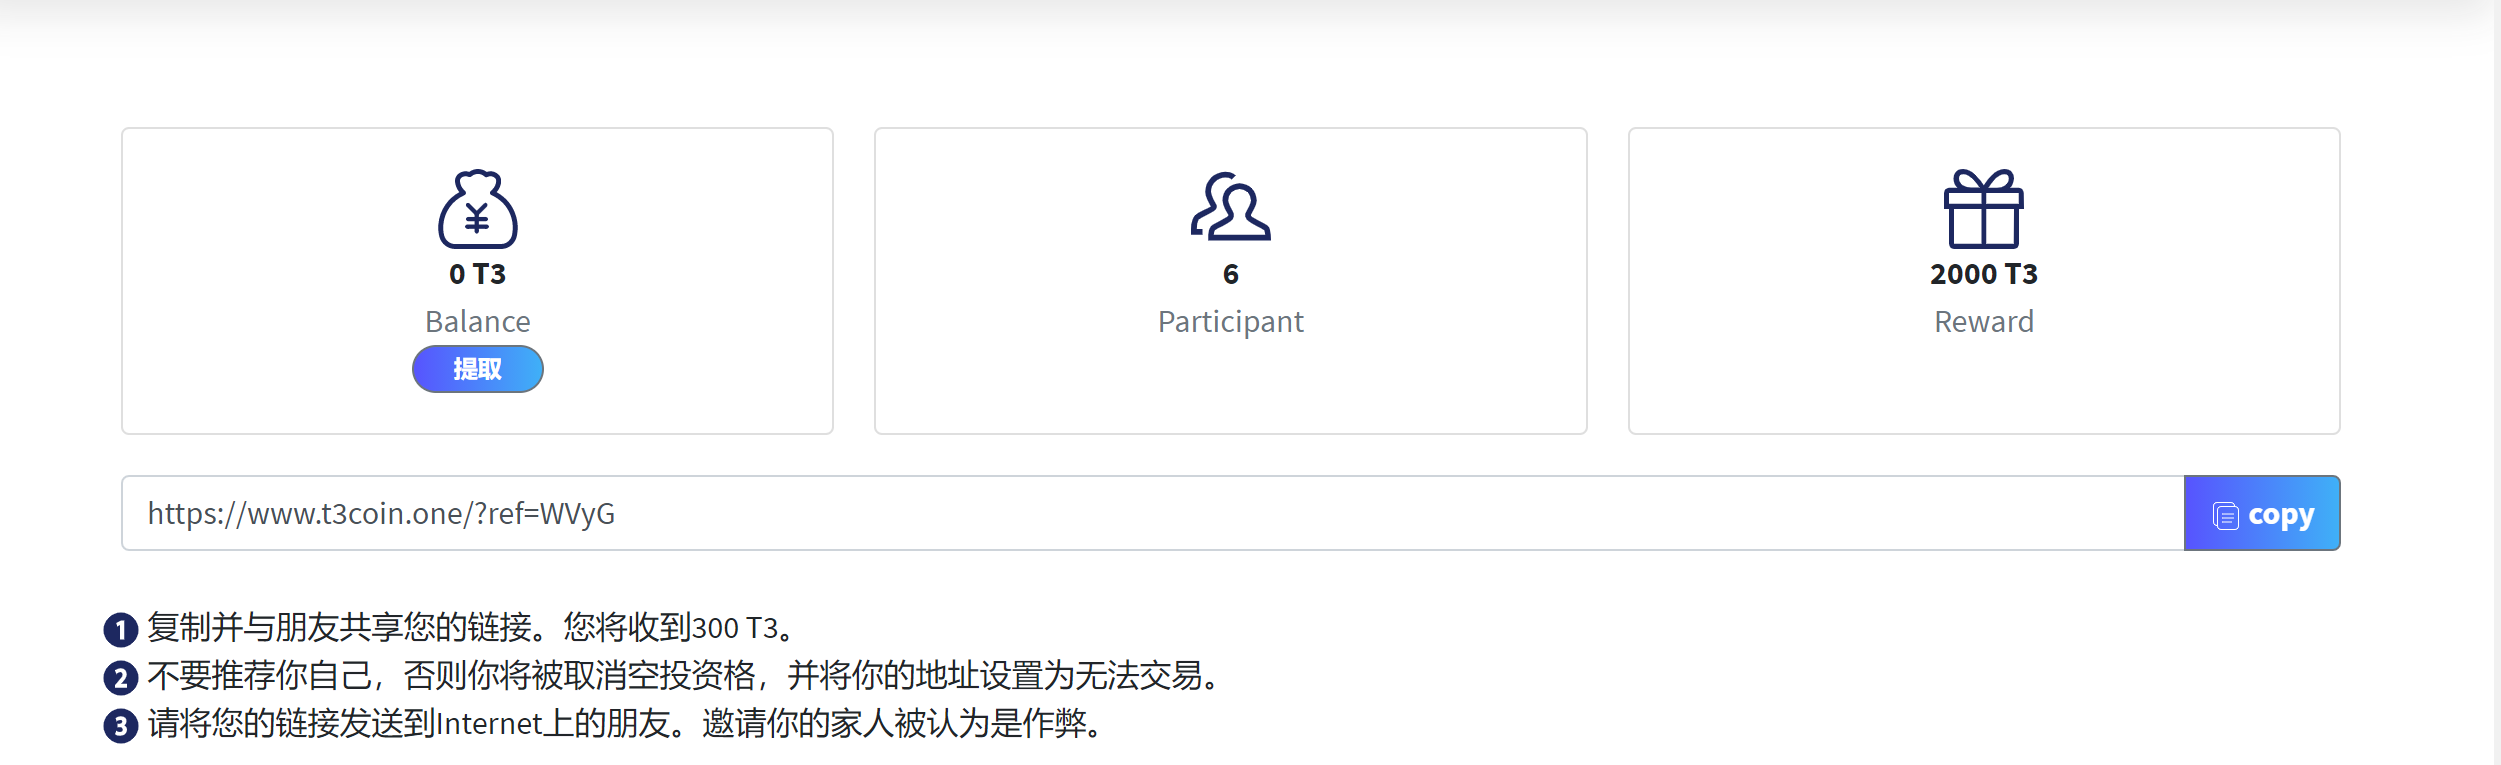 0 T3
Balance
提取
6
Participant
2000 T3
Reward
https://www.t3coin.one/?ref=WVyG
copy
1 复制并与朋友共享您的链接。您将收到300 T3。
2 不要推荐你自己，否则你将被取消空投资格，并将你的地址设置为无法交易。
3 请将您的链接发送到Internet上的朋友。邀请你的家人被认为是作弊。